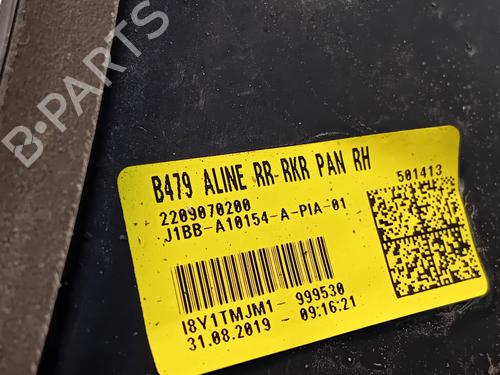 B-PARTS
B479 ALINE RR-RKR PAN RH
2209070200
501413
J1BB-A10154-A-PIA-01
I8Y1TMJM1- 999530
31.08.2019 - 09:16:21